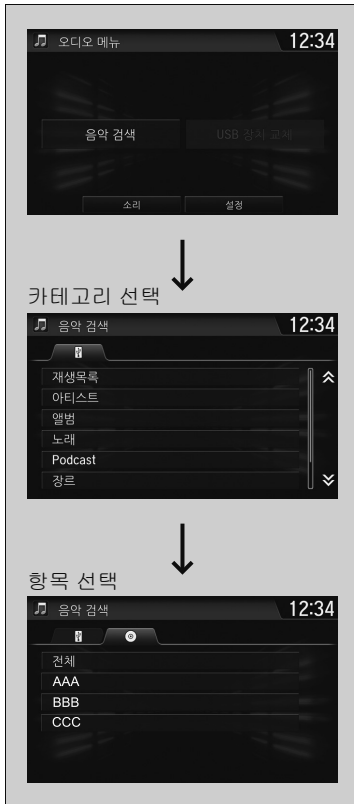 오디오 메뉴 12:34
음악 검색 USB 장치 교체
소리 설정
카테고리 선택
음악 검색 12:34
재생목록
아티스트
앨범
노래
Podcast
장르
항목 선택
음악 검색 12:34
전체
AAA
BBB
CCC